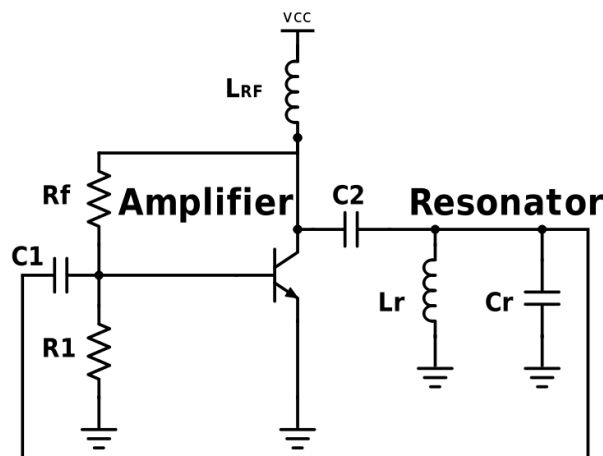 VCC
LRF
Rf
Amplifier
C2
Resonator
C1
Lr
Cr
R1